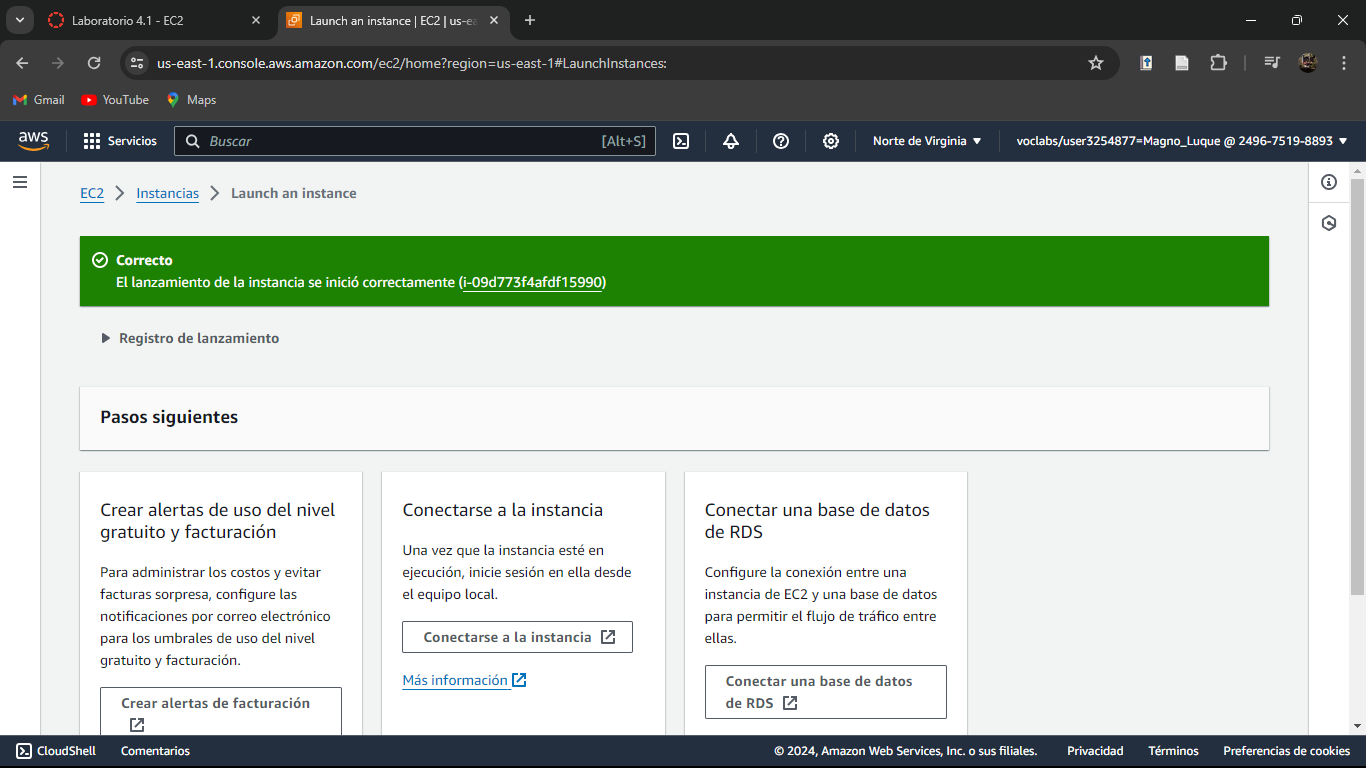 Laboratorio 4.1 - EC2
Launch an instance | EC2 | us-ea
us-east-1.console.aws.amazon.com/ec2/home?region=us-east-1#LaunchInstances:
Gmail
YouTube
Maps
aws
Servicios
Buscar
[Alt+S]
Norte de Virginia
voclabs/user3254877=Magno_Luque @ 2496-7519-8893
EC2
Instancias
Launch an instance
Correcto
El lanzamiento de la instancia se inició correctamente (i-09d773f4afdf15990)
Registro de lanzamiento
Pasos siguientes
Crear alertas de uso del nivel
gratuito y facturación
Para administrar los costos y evitar
facturas sorpresa, configure las
notificaciones por correo electrónico
para los umbrales de uso del nivel
gratuito y facturación.
Crear alertas de facturación
Conectarse a la instancia
Una vez que la instancia esté en
ejecución, inicie sesión en ella desde
el equipo local.
Conectarse a la instancia
Más información
Conectar una base de datos
de RDS
Configure la conexión entre una
instancia de EC2 y una base de datos
para permitir el flujo de tráfico entre
ellas.
Conectar una base de datos
de RDS
CloudShell
Comentarios
© 2024, Amazon Web Services, Inc. o sus filiales.
Privacidad
Términos
Preferencias de cookies